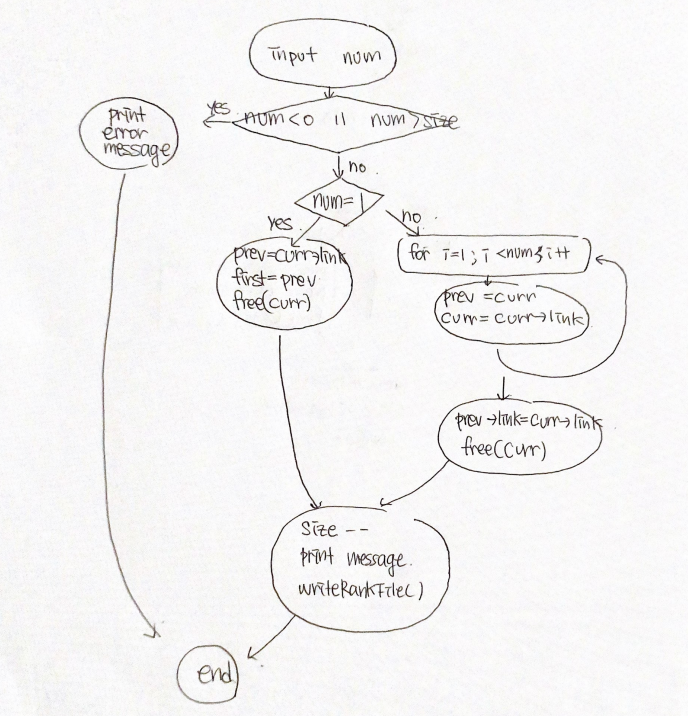 input num
yes
num<0 || num>size
print
error
message
no.
num=1
yes.
no.
prev=curr→link
first=prev
free(curr)
for i=1; i <num; i++
prev =curr
curr= curr→link
prev→link=curr→link
free(curr)
size --
print message.
writeRankFile()
end